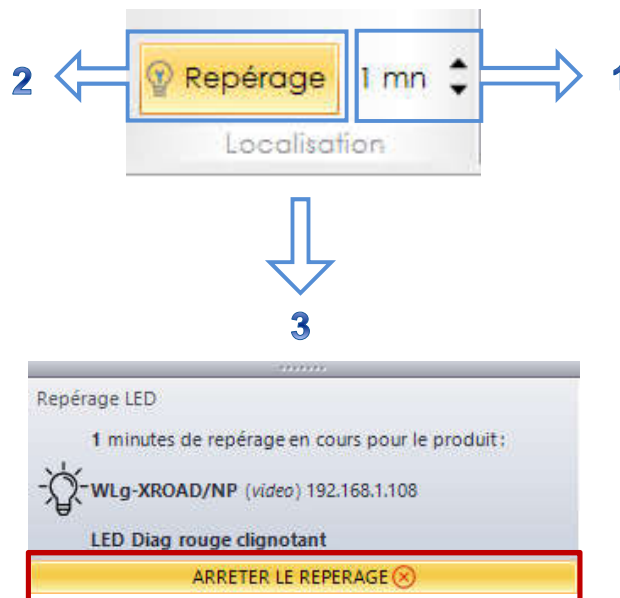 2
Repérage
1 mn
1
Localisation
3
Repérage LED
1 minutes de repérage en cours pour le produit:
WLg-XROAD/NP (video) 192.168.1.108
LED Diag rouge clignotant
ARRETER LE REPERAGE